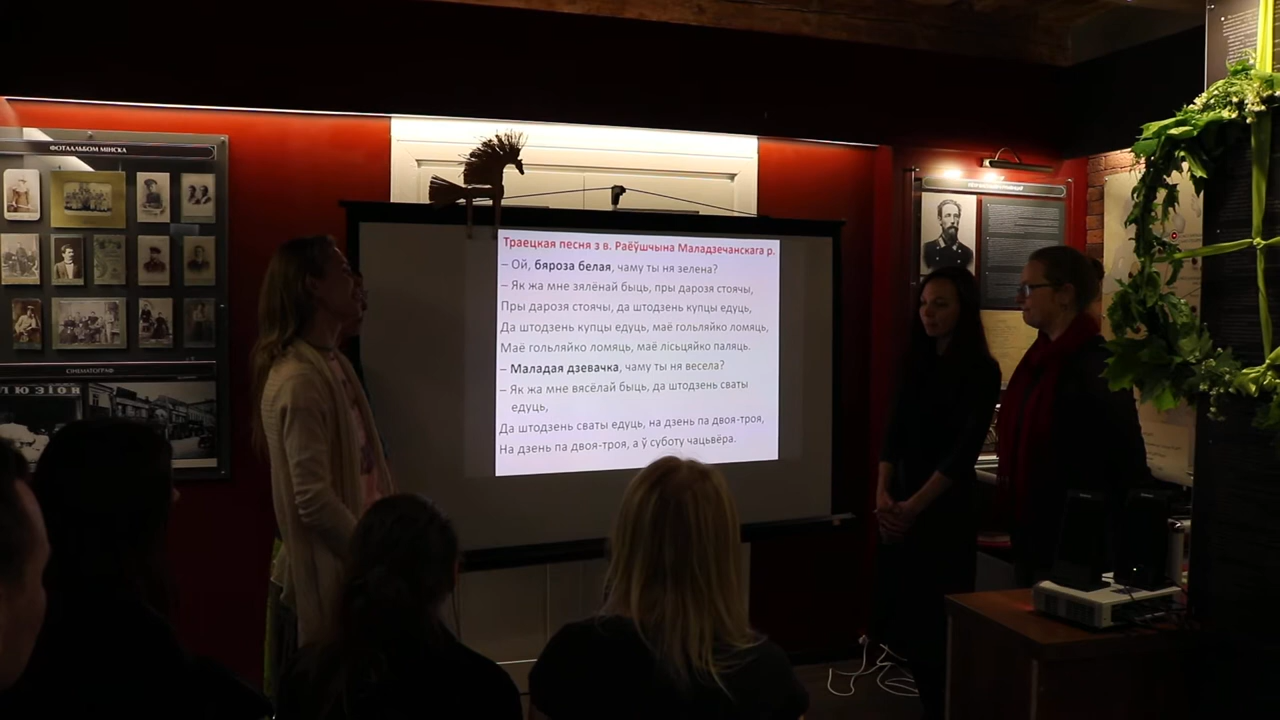 ФОТААЛЬБОМ МІНСКА
СІНЕМАТОГРАФ
ЛЮЗІОН
Траецкая песня з в. Раёўшчына Маладзечанскага р.
– Ой, бяроза белая, чаму ты ня зелена?
– Як жа мне зялёнай быць, пры дарозя стоячы,
Пры дарозя стоячы, да штодзень купцы едуць,
Да штодзень купцы едуць, маё гольляйко ломяць,
Маё гольляйко ломяць, маё лісьцяйко паляць.
– Маладая дзевачка, чаму ты ня весела?
– Як жа мне вясёлай быць, да штодзень сваты
едуць,
Да штодзень сваты едуць, на дзень па двоя-троя,
На дзень па двоя-троя, а ў суботу чацьвёра.